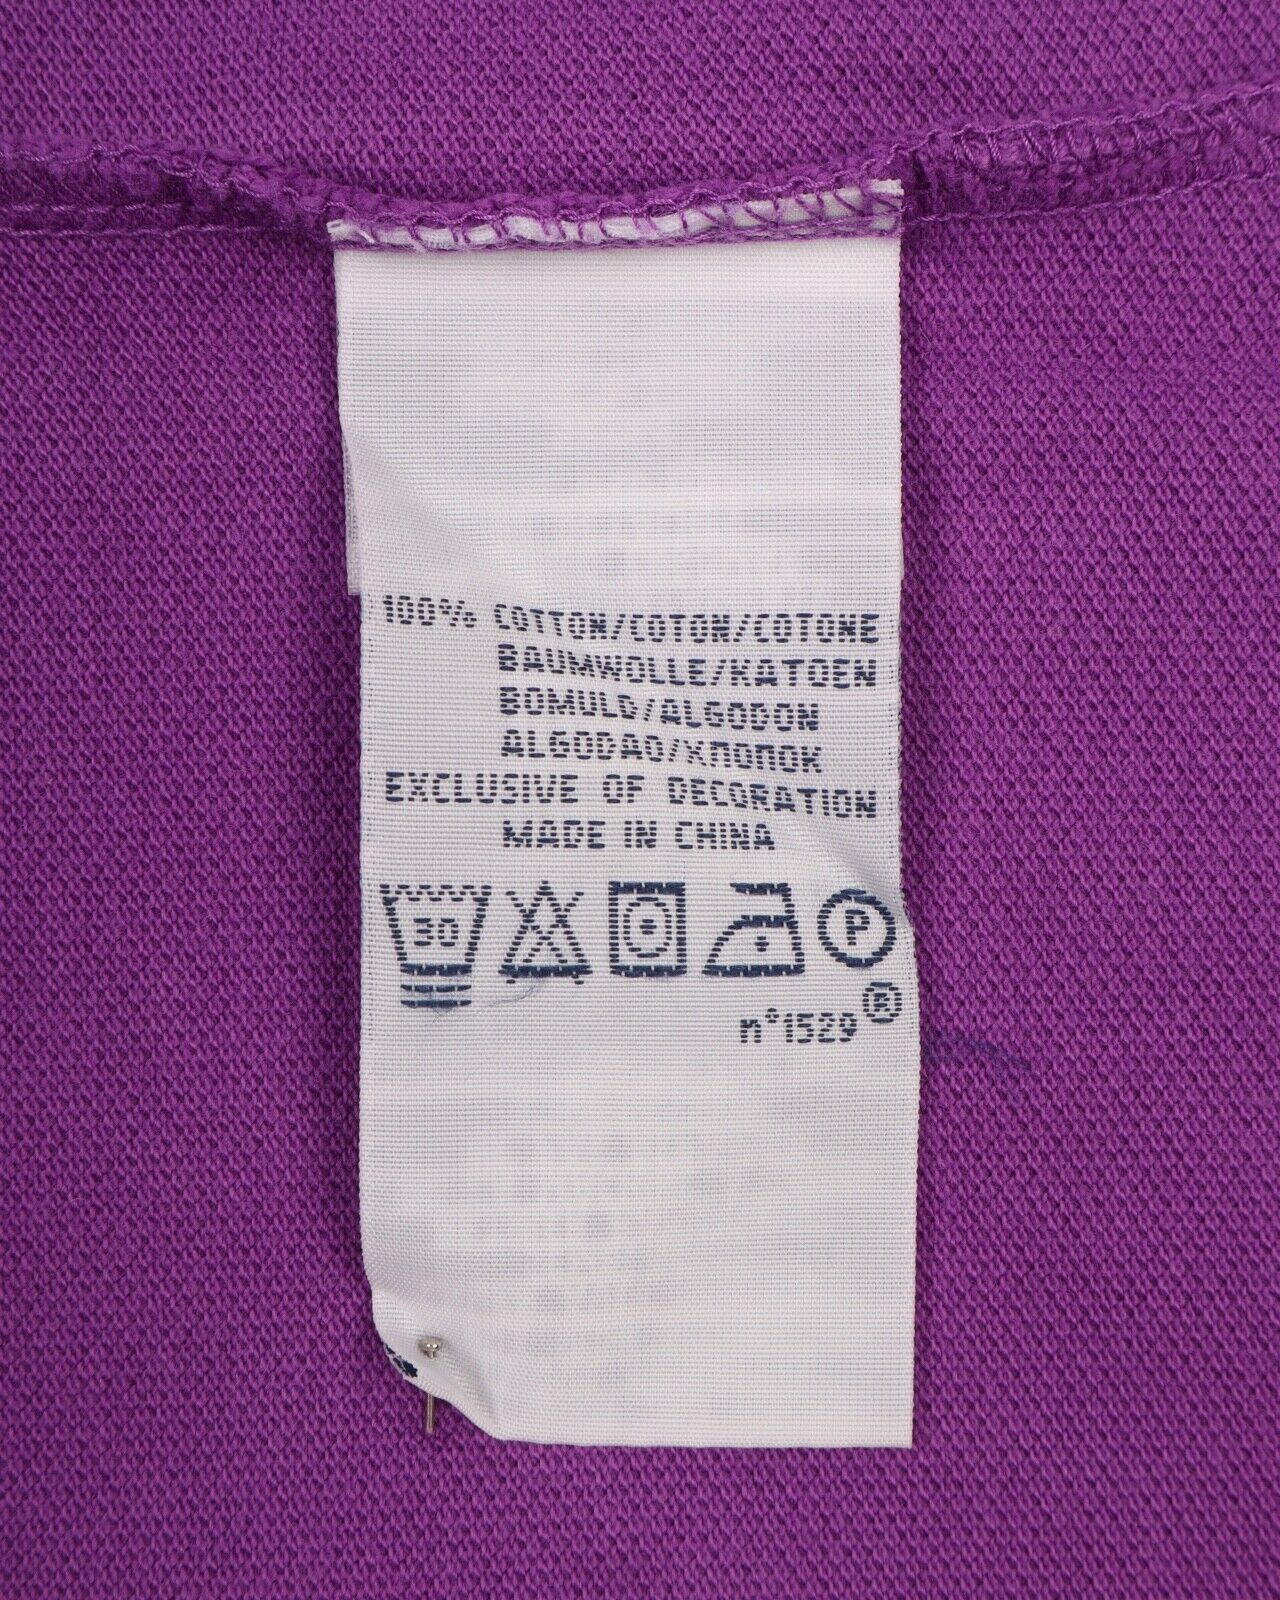 100% COTTON/COTON/COTONE
BAUMWOLLE/KATOEN
BOMULD/ALGODON
ALGODAO/ХЛОПОК
EXCLUSIVE OF DECORATION
MADE IN CHINA
30
P
n°1529 ®